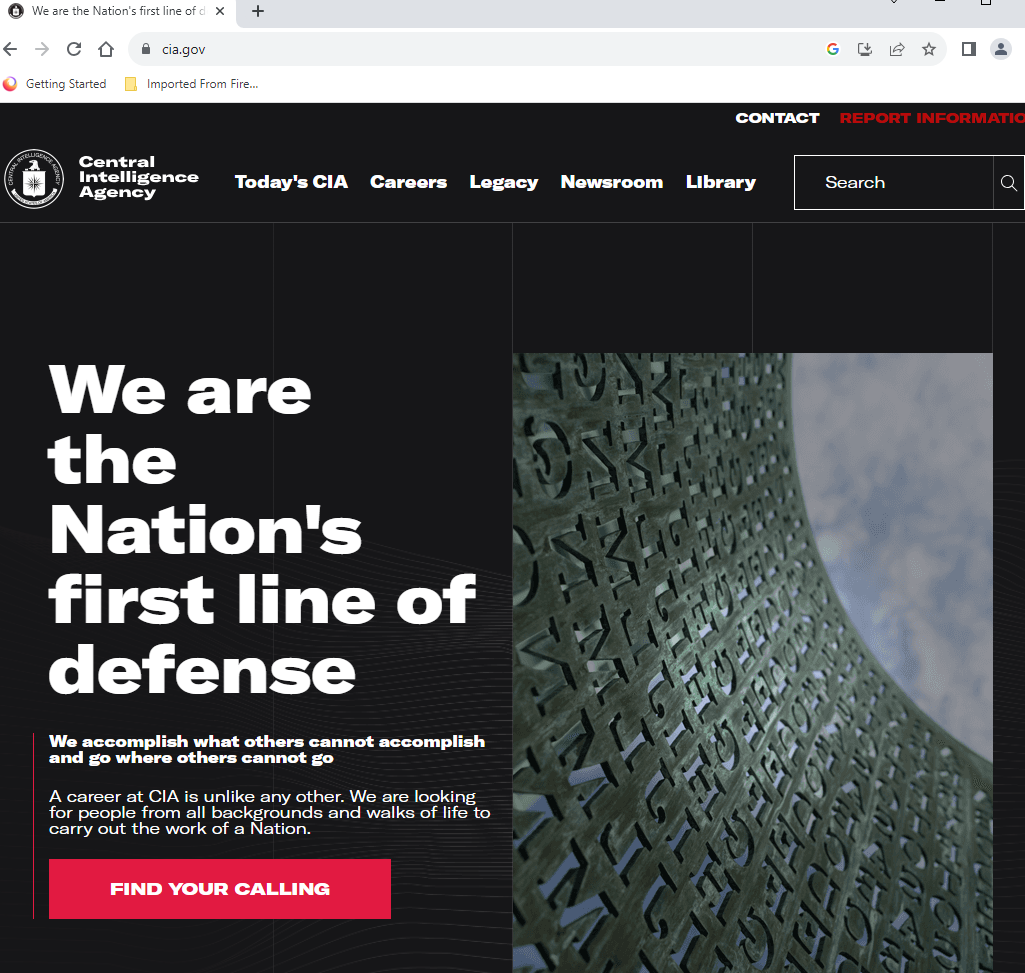 We are the Nation's first line of d
cia.gov
Getting Started
Imported From Fire...
CONTACT
REPORT INFORMATIO
Central
Intelligence
Agency
Today's CIA
Careers
Legacy
Newsroom
Library
Search
We are
the
Nation's
first line of
defense
We accomplish what others cannot accomplish
and go where others cannot go
A career at CIA is unlike any other. We are looking
for people from all backgrounds and walks of life to
carry out the work of a Nation.
FIND YOUR CALLING